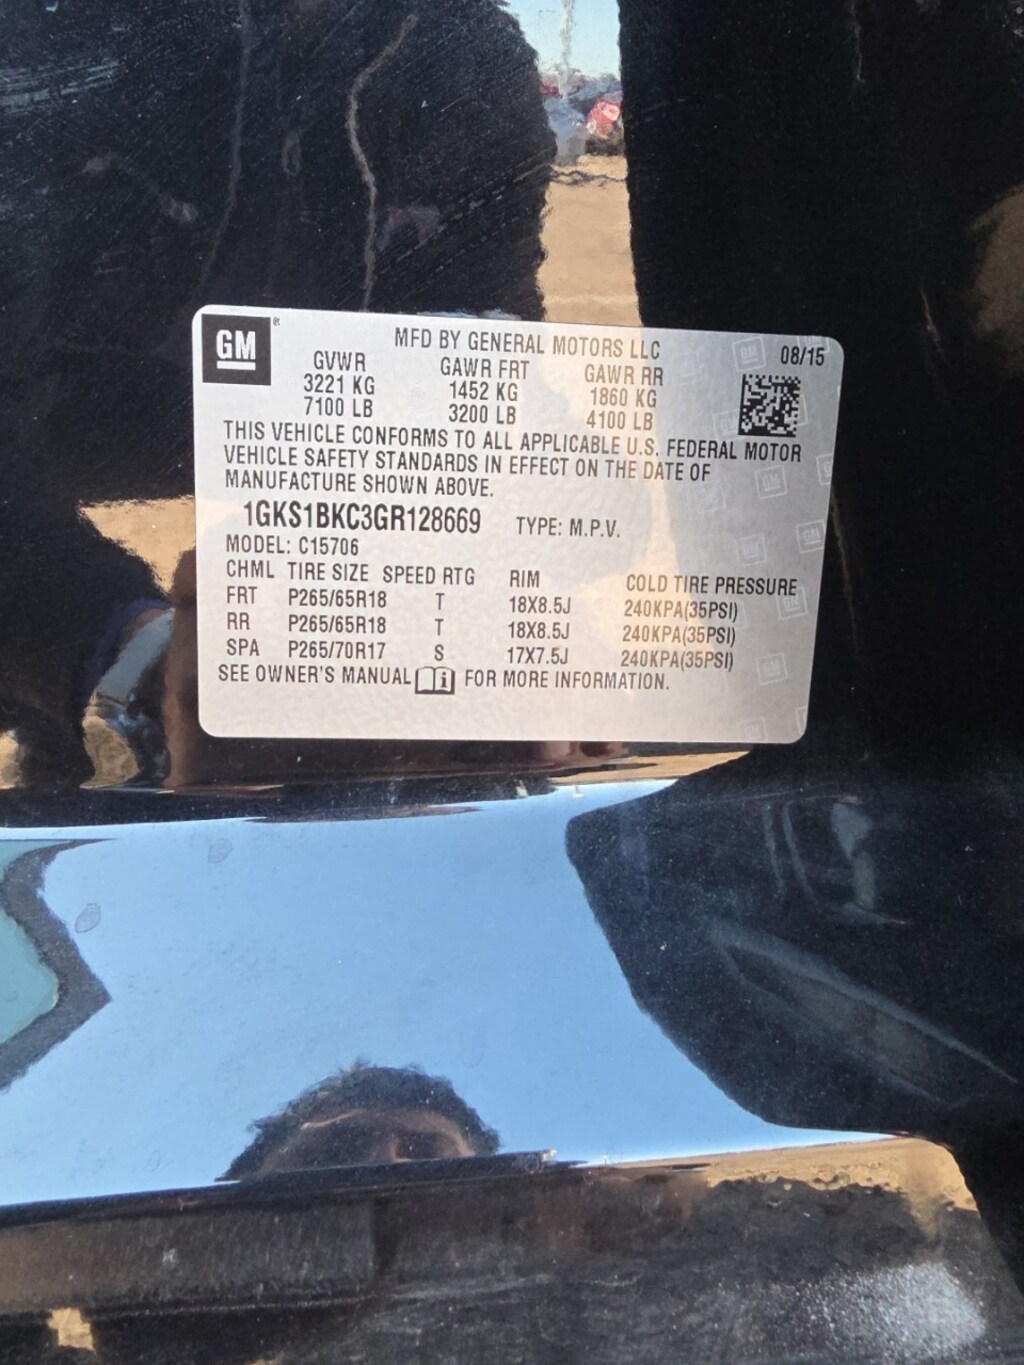 GM ®
MFD BY GENERAL MOTORS LLC 08/15
GVWR GAWR FRT GAWR RR
3221 KG 1452 KG 1860 KG
7100 LB 3200 LB 4100 LB
THIS VEHICLE CONFORMS TO ALL APPLICABLE U.S. FEDERAL MOTOR
VEHICLE SAFETY STANDARDS IN EFFECT ON THE DATE OF
MANUFACTURE SHOWN ABOVE.
1GKS1BKC3GR128669 TYPE: M.P.V.
MODEL: C15706
CHML TIRE SIZE SPEED RTG RIM COLD TIRE PRESSURE
FRT P265/65R18 T 18X8.5J 240KPA(35PSI)
RR P265/65R18 T 18X8.5J 240KPA(35PSI)
SPA P265/70R17 S 17X7.5J 240KPA(35PSI)
SEE OWNER'S MANUAL i FOR MORE INFORMATION.